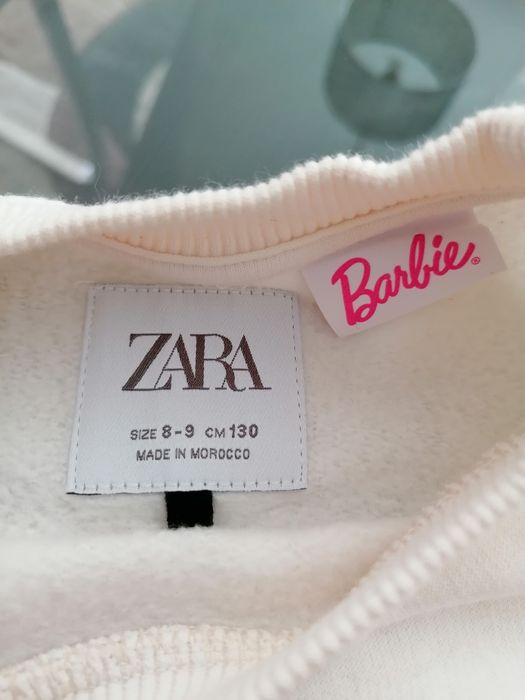 Barbie®
ZARA
SIZE 8-9 CM 130
MADE IN MOROCCO